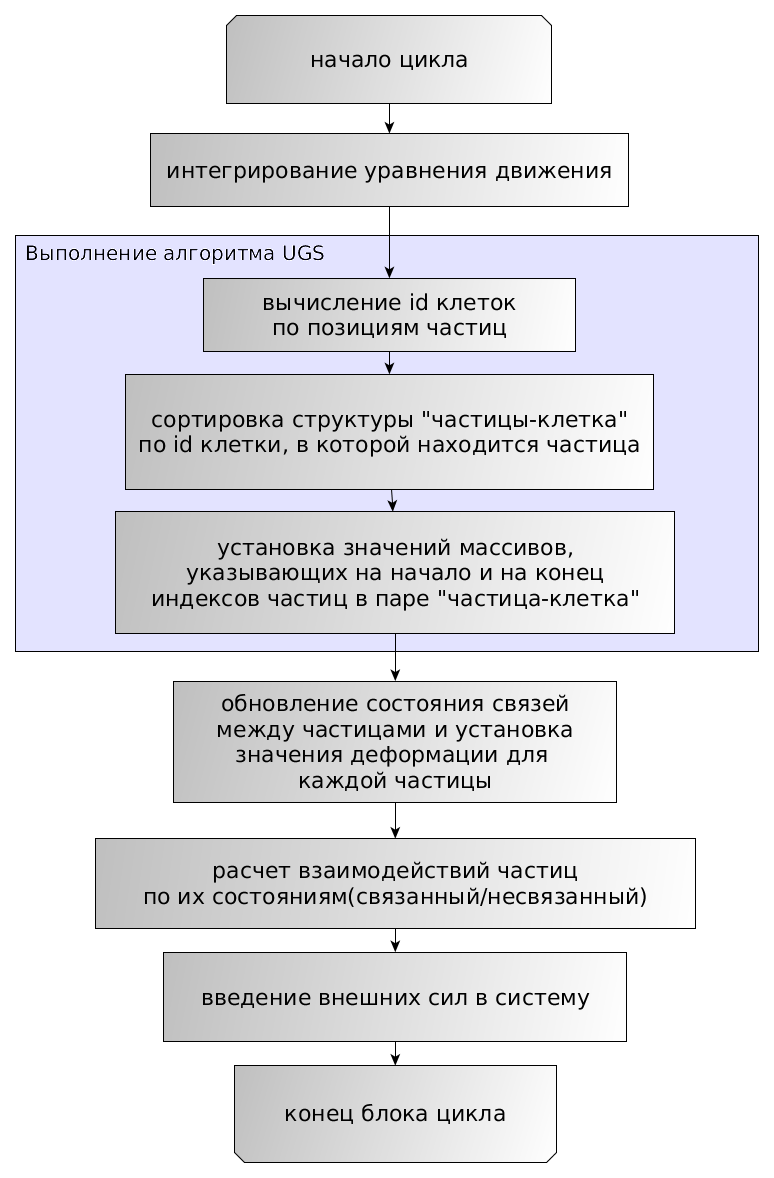 начало цикла
интегрирование уравнения движения
Выполнение алгоритма UGS
вычисление id клеток
по позициям частиц
сортировка структуры "частицы-клетка"
по id клетки, в которой находится частица
установка значений массивов,
указывающих на начало и на конец
индексов частиц в паре "частица-клетка"
обновление состояния связей
между частицами и установка
значения деформации для
каждой частицы
расчет взаимодействий частиц
по их состояниям(связанный/несвязанный)
введение внешних сил в систему
конец блока цикла